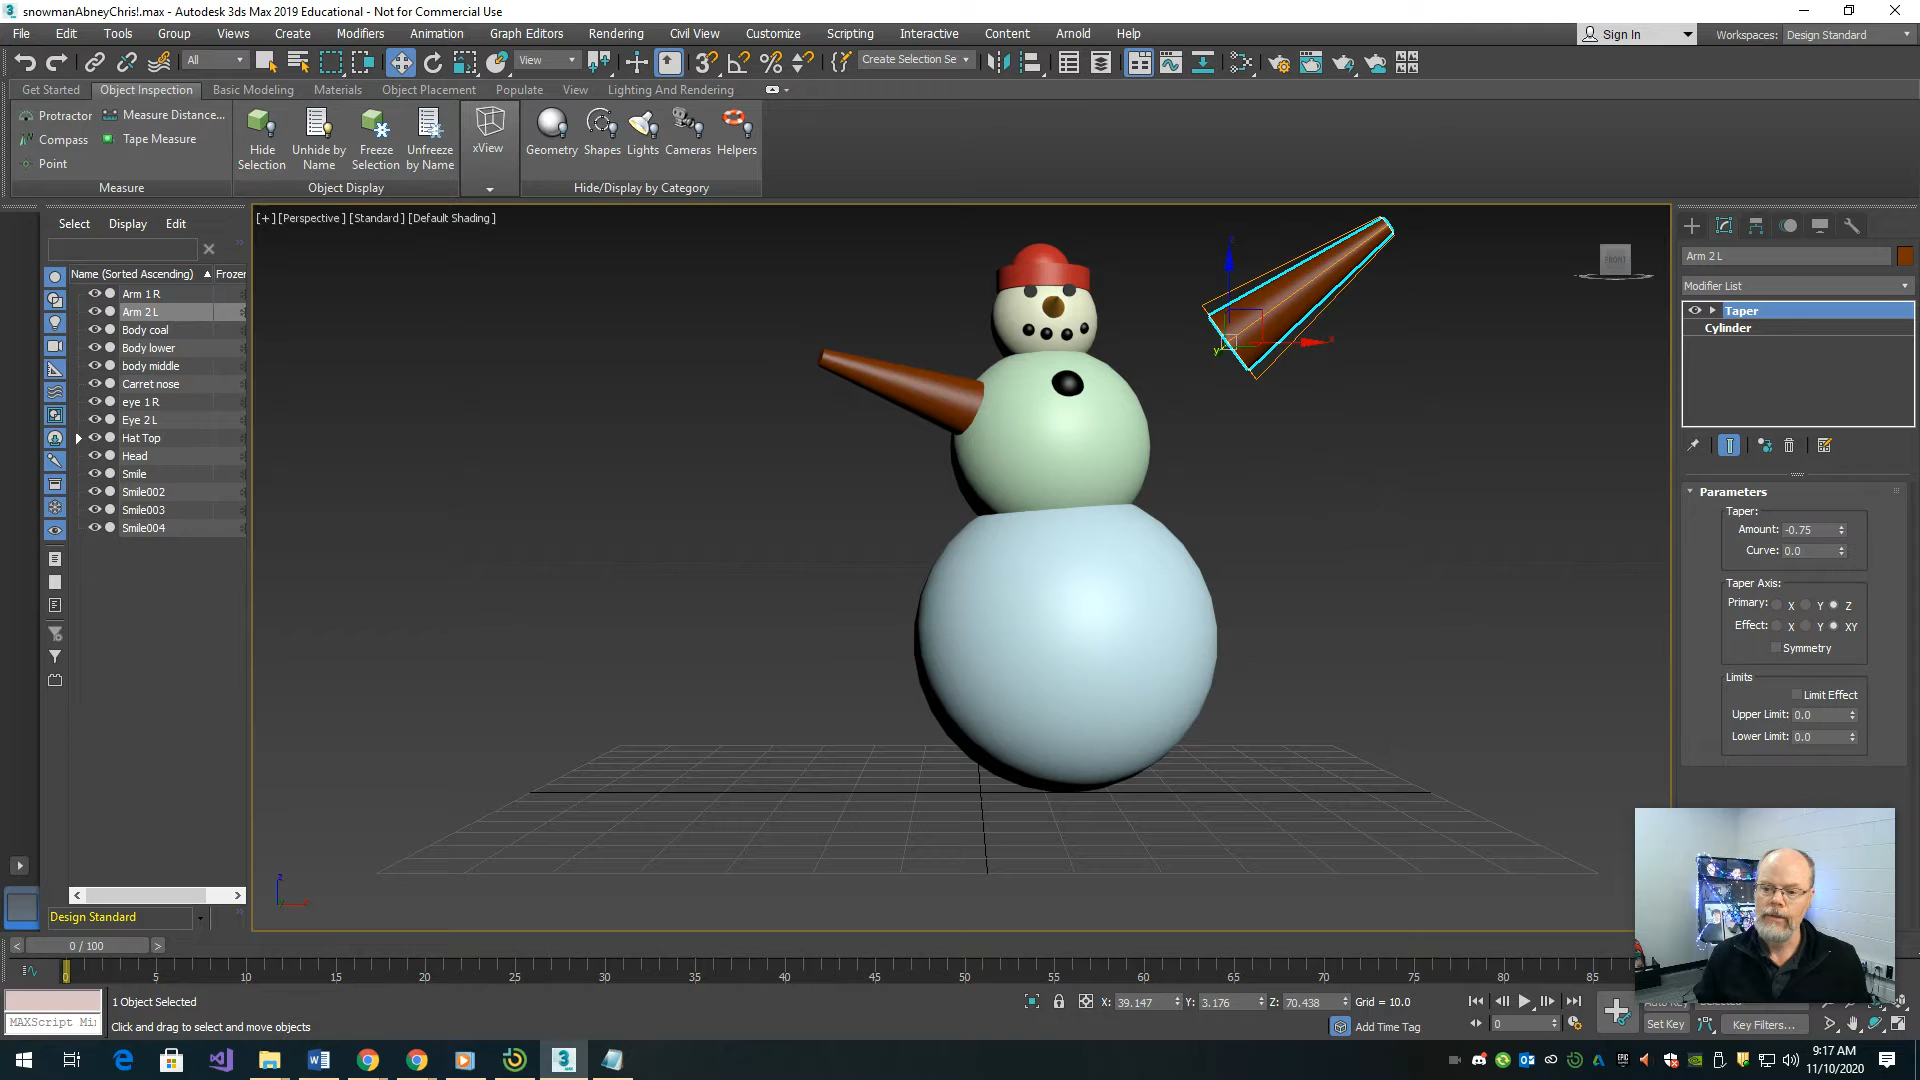 snowmanAbneyChris!.max - Autodesk 3ds Max 2019 Educational - Not for Commercial Use
File Edit Tools Group Views Create Modifiers Animation Graph Editors Rendering Civil View Customize Scripting Interactive Content Arnold Help
Sign In Workspaces: Design Standard
All View Create Selection Se
Get Started Object Inspection Basic Modeling Materials Object Placement Populate View Lighting And Rendering
Protractor Measure Distance...
Compass Tape Measure
Point
Measure
Hide Selection
Unhide by Name
Freeze Selection
Unfreeze by Name
Object Display
xView
Geometry Shapes Lights Cameras Helpers
Hide/Display by Category
Select Display Edit
Name (Sorted Ascending) Frozen
Arm 1 R
Arm 2 L
Body coal
Body lower
body middle
Carret nose
eye 1 R
Eye 2 L
Hat Top
Head
Smile
Smile002
Smile003
Smile004
Design Standard
[+] [Perspective] [Standard] [Default Shading]
FRONT
Arm 2 L
Modifier List
Taper
Cylinder
Parameters
Taper:
Amount: -0.75
Curve: 0.0
Taper Axis:
Primary: X Y Z
Effect: X Y XY
Symmetry
Limits
Limit Effect
Upper Limit: 0.0
Lower Limit: 0.0
0 / 100
0 5 10 15 20 25 30 35 40 45 50 55 60 65 70 75 80 85
1 Object Selected
X: 39.147 Y: 3.176 Z: 70.438 Grid = 10.0
MAXScript Mi
Click and drag to select and move objects
Add Time Tag
0
Set Key Key Filters...
9:17 AM
11/10/2020